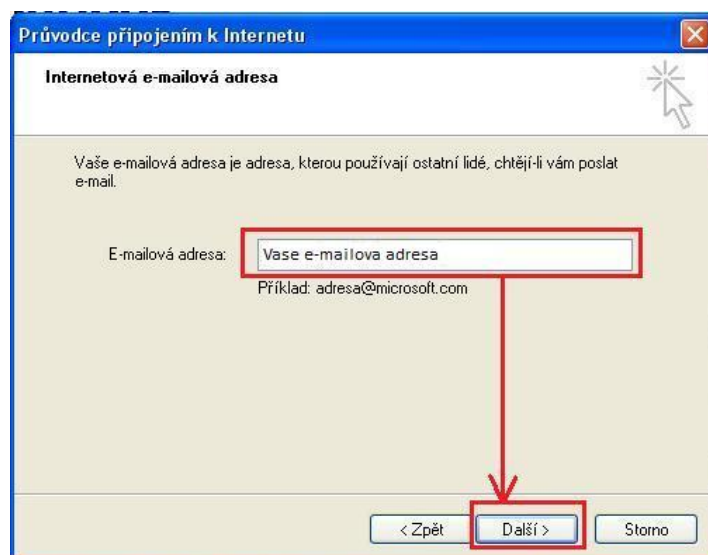 Průvodce připojením k Internetu
Internetová e-mailová adresa
Vaše e-mailová adresa je adresa, kterou používají ostatní lidé, chtějí-li vám poslat
e-mail.
E-mailová adresa: Vase e-mailova adresa
Příklad: adresa@microsoft.com
< Zpět Další > Storno